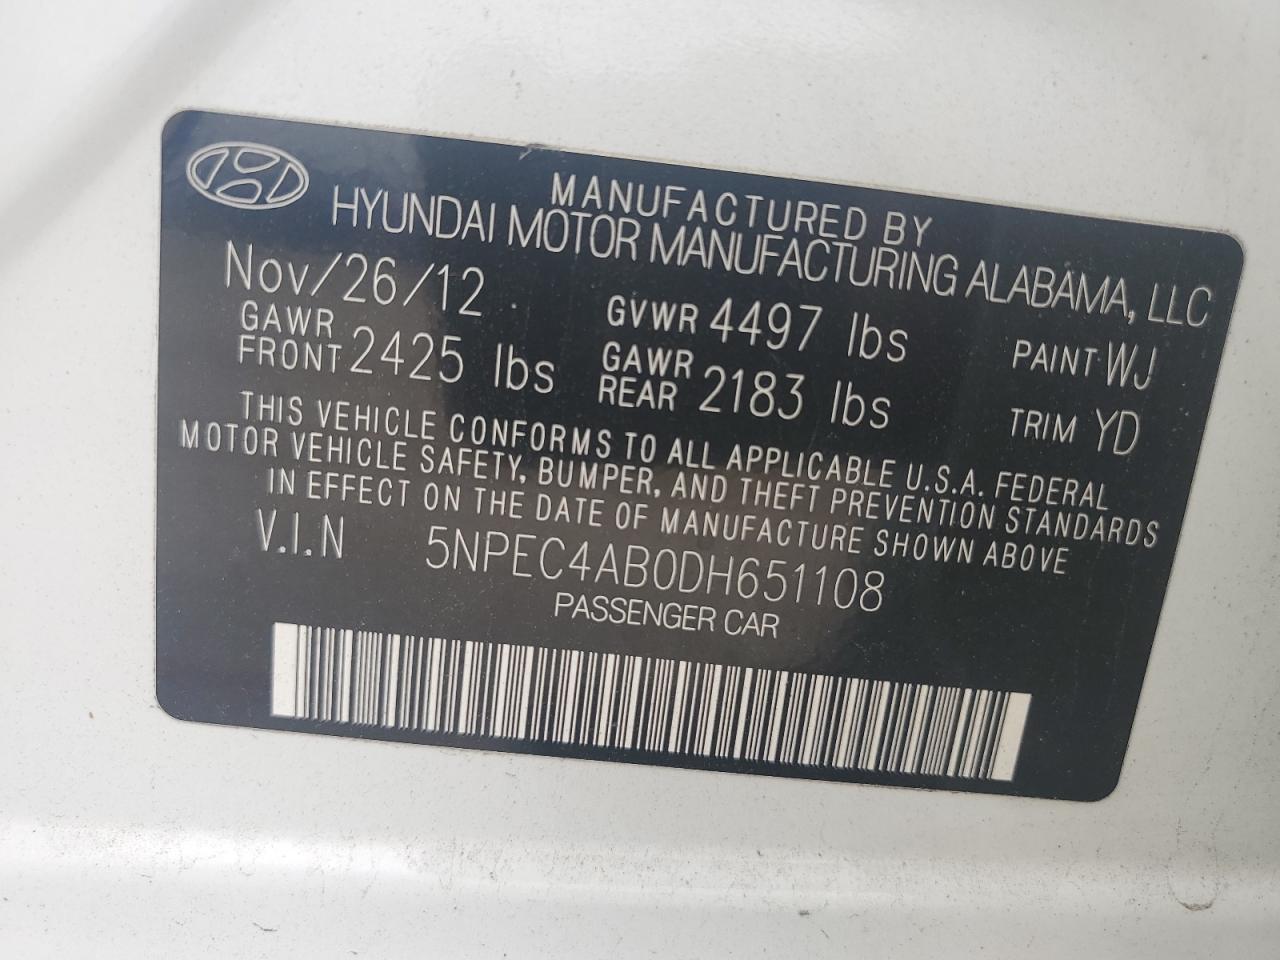 MANUFACTURED BY
HYUNDAI MOTOR MANUFACTURING ALABAMA, LLC
Nov/26/12 GVWR 4497 lbs PAINT WJ
GAWR FRONT 2425 lbs GAWR REAR 2183 lbs TRIM YD
THIS VEHICLE CONFORMS TO ALL APPLICABLE U.S.A. FEDERAL
MOTOR VEHICLE SAFETY, BUMPER, AND THEFT PREVENTION STANDARDS
IN EFFECT ON THE DATE OF MANUFACTURE SHOWN ABOVE
V.I.N 5NPEC4AB0DH651108
PASSENGER CAR